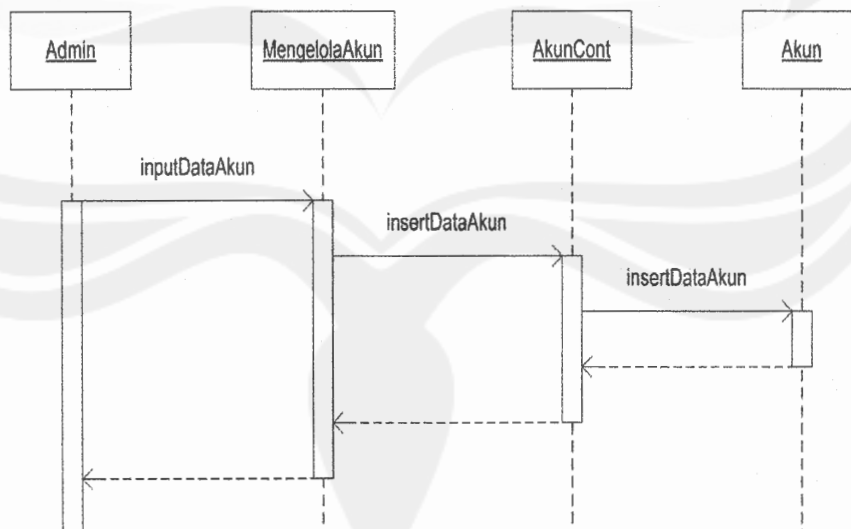 Admin
MengelolaAkun
AkunCont
Akun
inputDataAkun
insertDataAkun
insertDataAkun